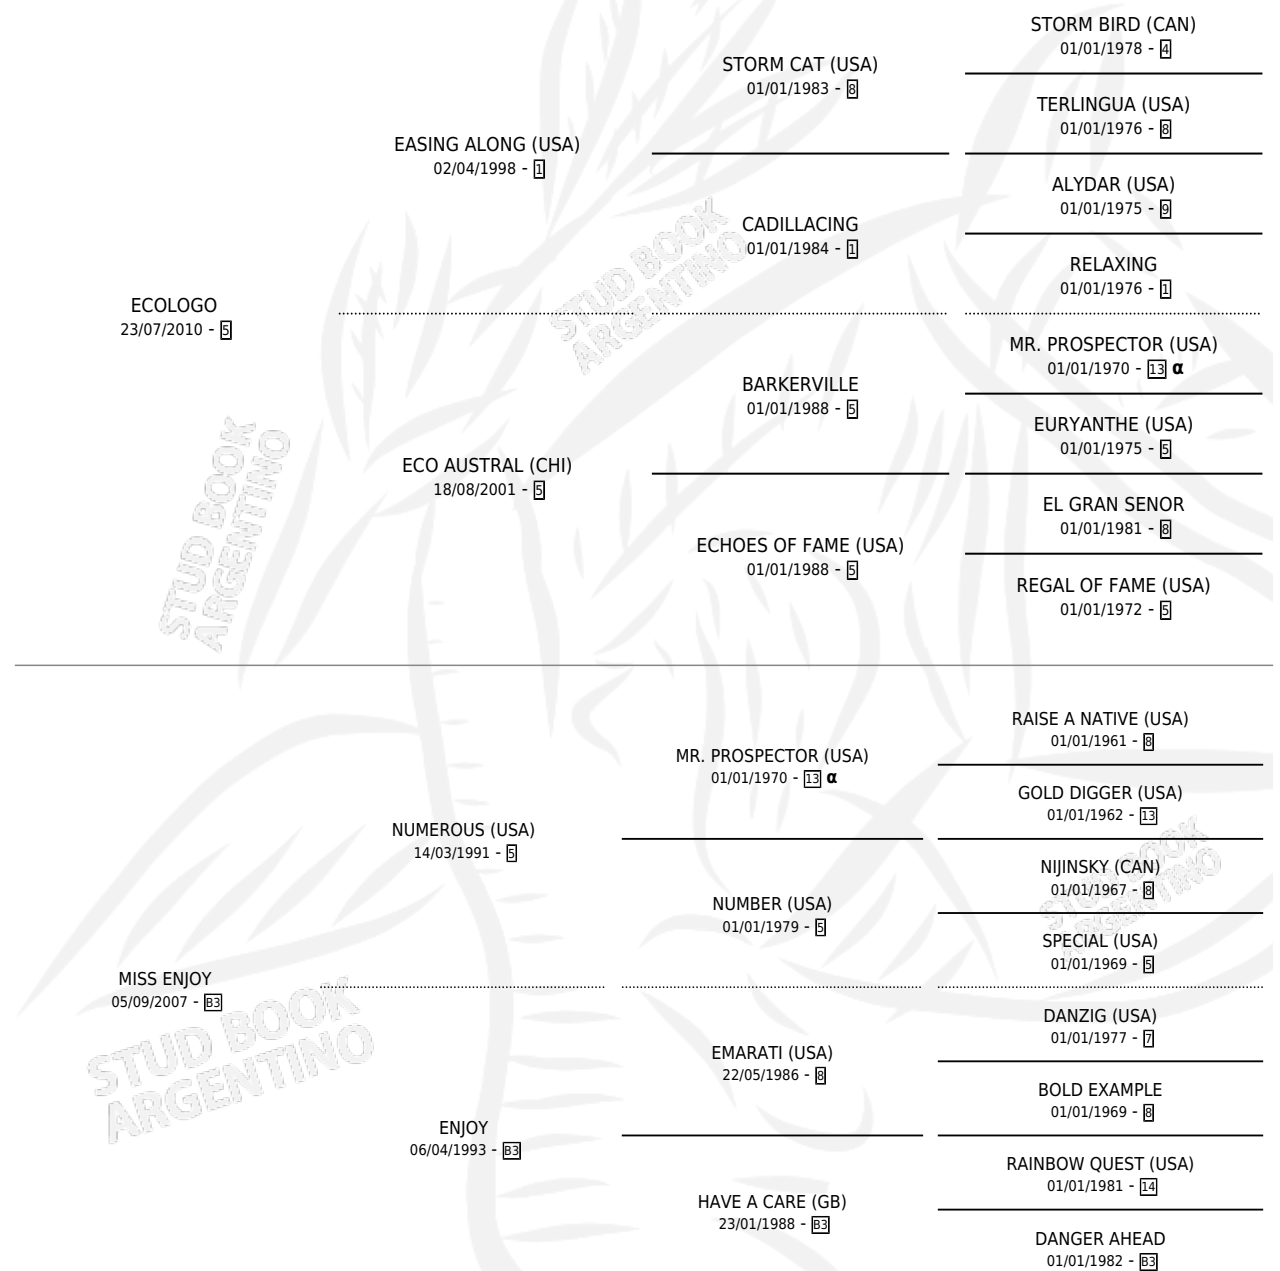 STORM BIRD (CAN)
01/01/1978 - 4
STORM CAT (USA)
01/01/1983 - 8
TERLINGUA (USA)
01/01/1976 - 8
EASING ALONG (USA)
02/04/1998 - 1
ALYDAR (USA)
01/01/1975 - 9
CADILLACING
01/01/1984 - 1
RELAXING
01/01/1976 - 1
ECOLOGO
23/07/2010 - 5
MR. PROSPECTOR (USA)
01/01/1970 - 13 α
BARKERVILLE
01/01/1988 - 5
EURYANTHE (USA)
01/01/1975 - 5
ECO AUSTRAL (CHI)
18/08/2001 - 5
EL GRAN SENOR
01/01/1981 - 8
ECHOES OF FAME (USA)
01/01/1988 - 5
REGAL OF FAME (USA)
01/01/1972 - 5
STUD BOOK
ARGENTINO
STUD BOOK
ARGENTINO
RAISE A NATIVE (USA)
01/01/1961 - 8
MR. PROSPECTOR (USA)
01/01/1970 - 13 α
GOLD DIGGER (USA)
01/01/1962 - 13
NUMEROUS (USA)
14/03/1991 - 5
NIJINSKY (CAN)
01/01/1967 - 8
NUMBER (USA)
01/01/1979 - 5
SPECIAL (USA)
01/01/1969 - 5
MISS ENJOY
05/09/2007 - B3
DANZIG (USA)
01/01/1977 - 7
EMARATI (USA)
22/05/1986 - 8
BOLD EXAMPLE
01/01/1969 - 8
ENJOY
06/04/1993 - B3
RAINBOW QUEST (USA)
01/01/1981 - 14
HAVE A CARE (GB)
23/01/1988 - B3
DANGER AHEAD
01/01/1982 - B3
STUD BOOK
ARGENTINO
STUD BOOK
ARGENTINO